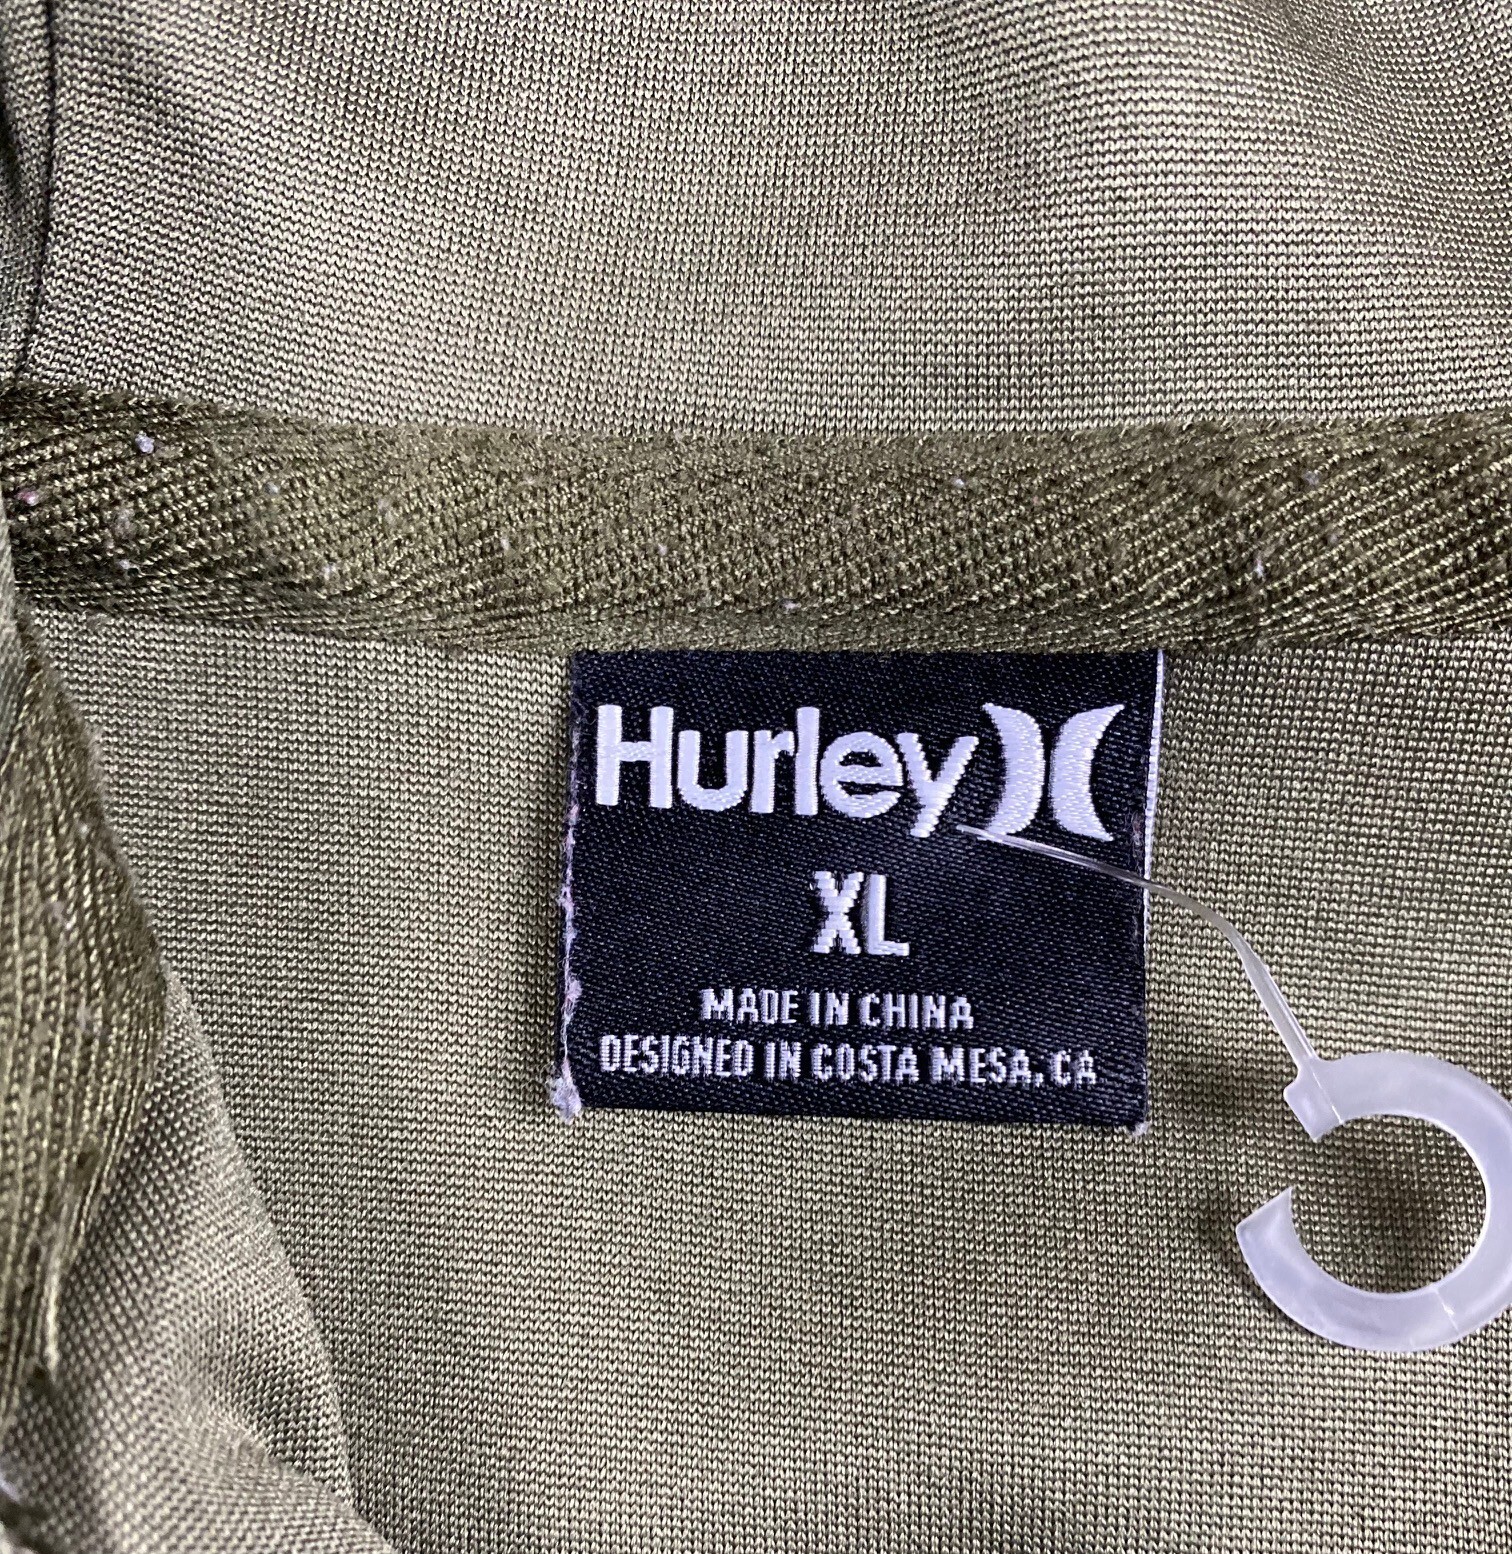 Hurley
XL
MADE IN CHINA
DESIGNED IN COSTA MESA, CA